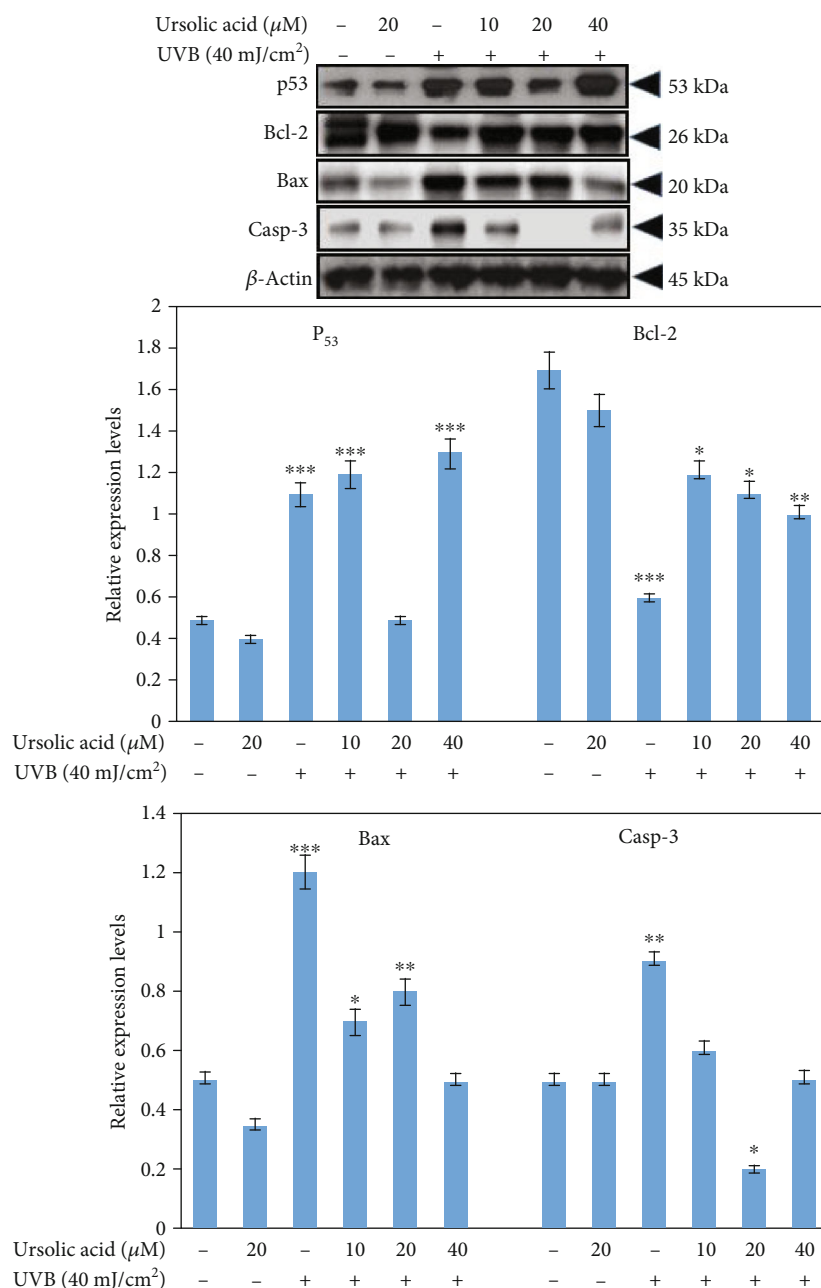 Ursolic acid (μM) – 20 – 10 20 40
UVB (40 mJ/cm²) – – + + + +
p53 53 kDa
Bcl-2 26 kDa
Bax 20 kDa
Casp-3 35 kDa
β-Actin 45 kDa
P₅₃ Bcl-2
Relative expression levels
2
1.8
1.6
1.4
1.2
1
0.8
0.6
0.4
0.2
0
*** *** *** *** * * **
Ursolic acid (μM) – 20 – 10 20 40 – 20 – 10 20 40
UVB (40 mJ/cm²) – – + + + + – – + + + +
Bax Casp-3
Relative expression levels
1.4
1.2
1
0.8
0.6
0.4
0.2
0
*** * ** ** *
Ursolic acid (μM) – 20 – 10 20 40 – 20 – 10 20 40
UVB (40 mJ/cm²) – – + + + + – – + + + +